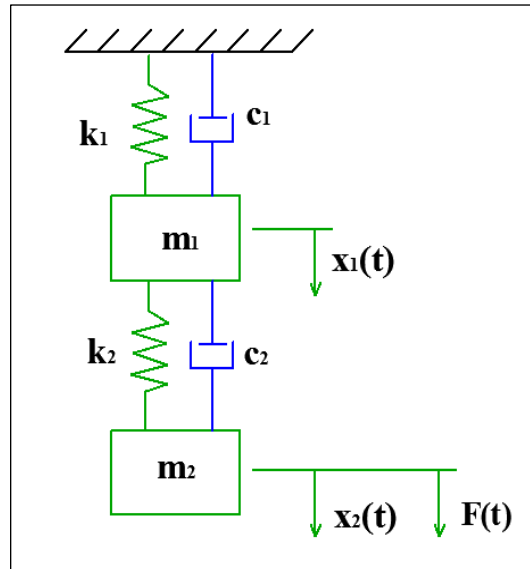 k₁ c₁
m₁
x₁(t)
k₂ c₂
m₂
x₂(t) F(t)